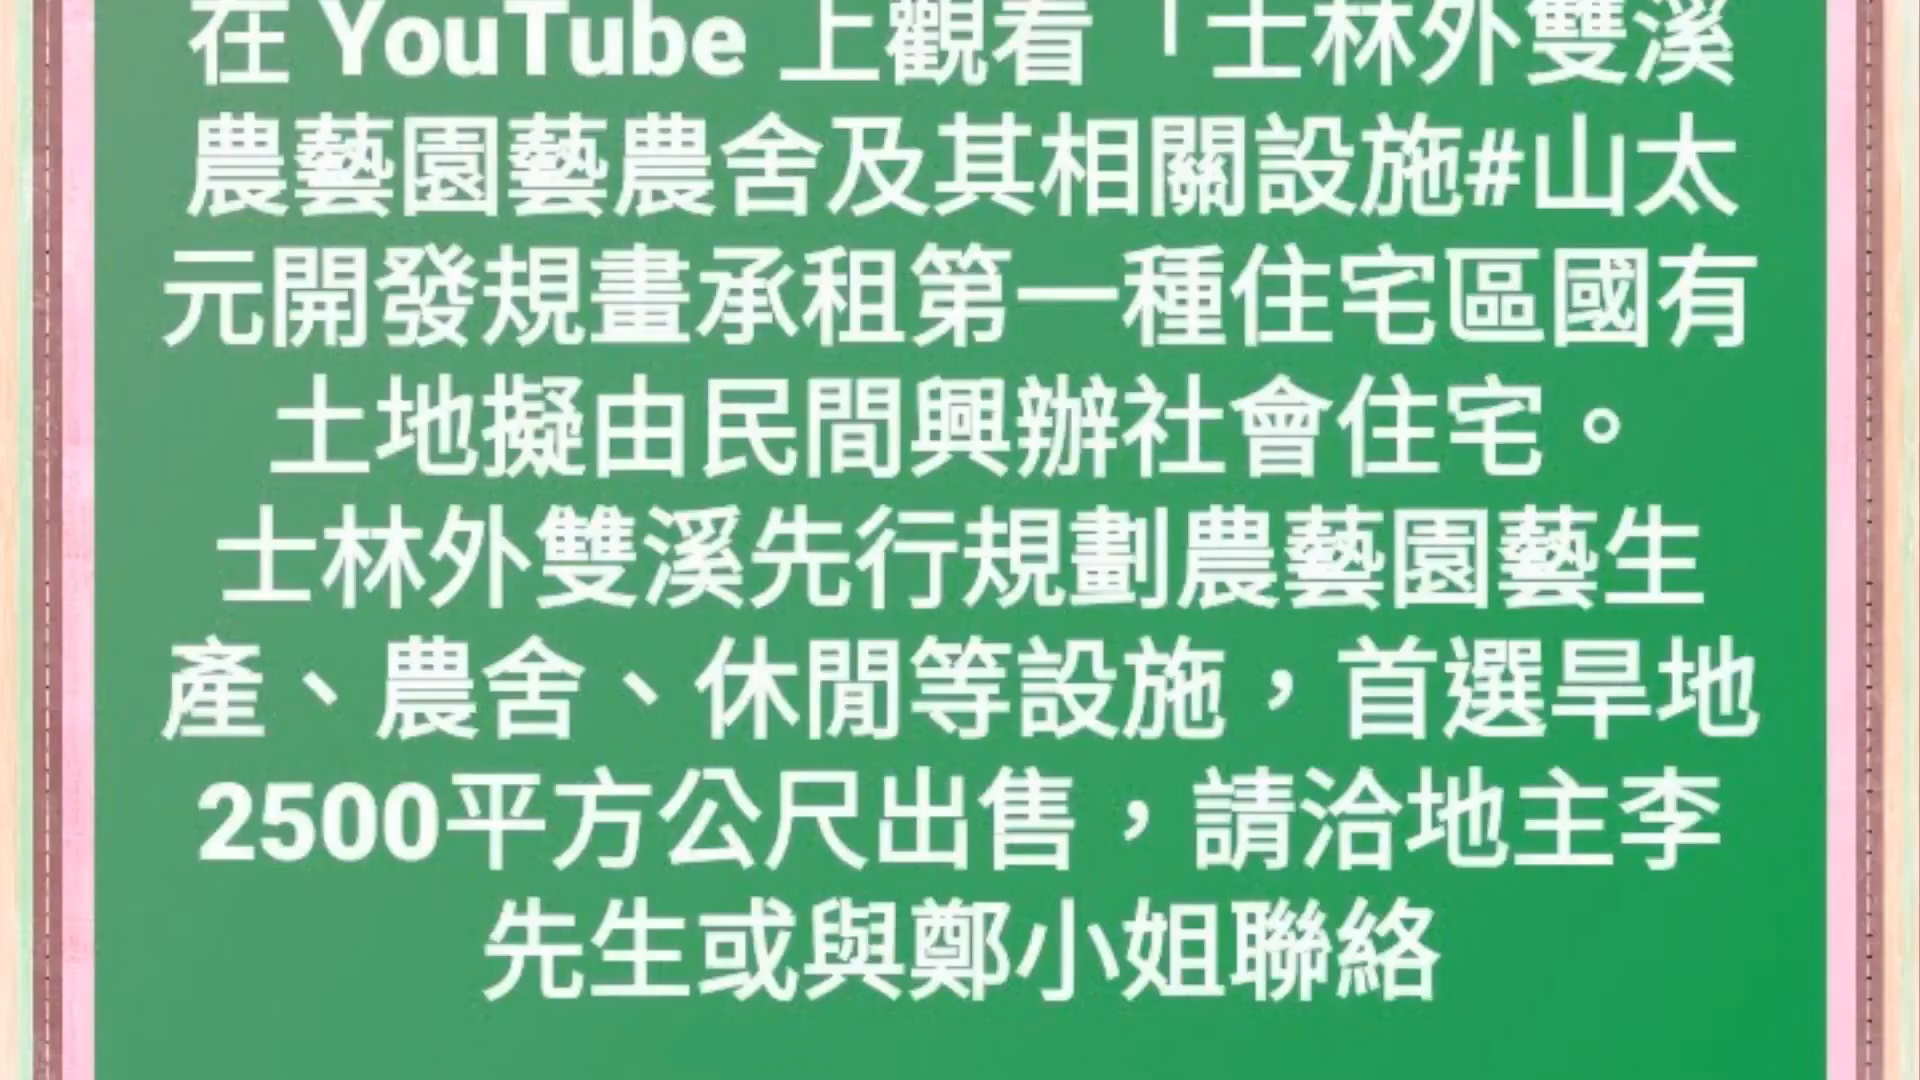 在 YouTube 上觀看「士林外雙溪
農藝園藝農舍及其相關設施#山太
元開發規畫承租第一種住宅區國有
土地擬由民間興辦社會住宅。
士林外雙溪先行規劃農藝園藝生
產、農舍、休閒等設施，首選旱地
2500平方公尺出售，請洽地主李
先生或與鄭小姐聯絡